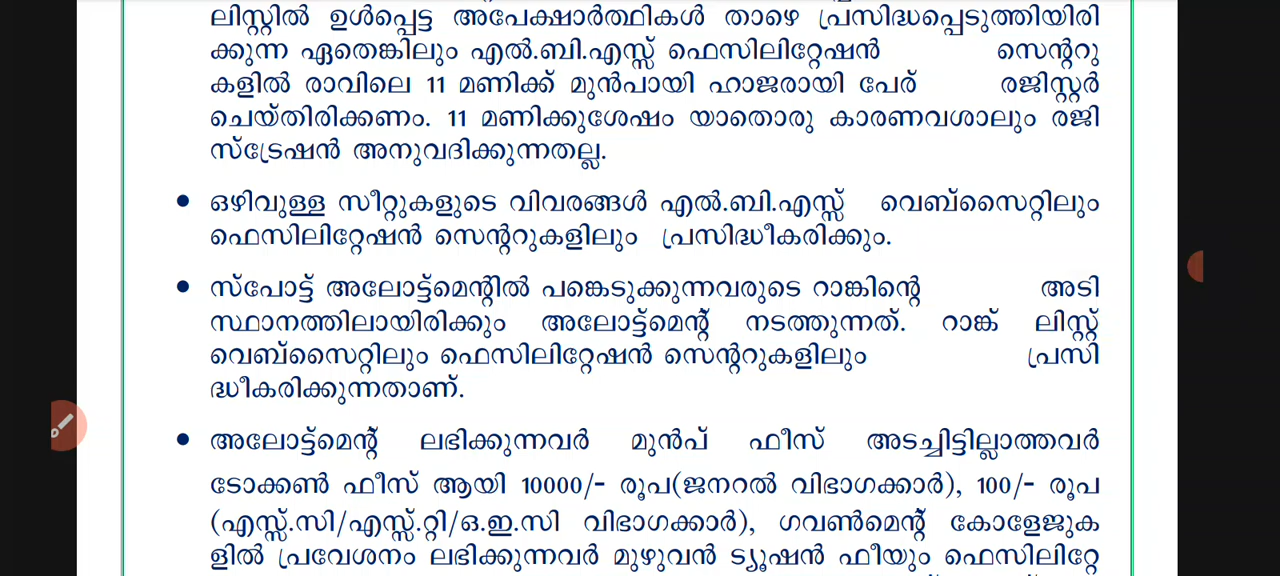 ലിസ്റ്റിൽ ഉൾപ്പെട്ട അപേക്ഷാർത്ഥികൾ താഴെ പ്രസിദ്ധപ്പെടുത്തിയിരി
ക്കുന്ന ഏതെങ്കിലും എൽ.ബി.എസ്സ് ഫെസിലിറ്റേഷൻ സെന്ററു
കളിൽ രാവിലെ 11 മണിക്ക് മുൻപായി ഹാജരായി പേര് രജിസ്റ്റർ
ചെയ്തിരിക്കണം. 11 മണിക്കുശേഷം യാതൊരു കാരണവശാലും രജി
സ്ട്രേഷൻ അനുവദിക്കുന്നതല്ല.
• ഒഴിവുള്ള സീറ്റുകളുടെ വിവരങ്ങൾ എൽ.ബി.എസ്സ് വെബ്സൈറ്റിലും
ഫെസിലിറ്റേഷൻ സെന്ററുകളിലും പ്രസിദ്ധീകരിക്കും.
• സ്പോട്ട് അലോട്ട്മെന്റിൽ പങ്കെടുക്കുന്നവരുടെ റാങ്കിന്റെ അടി
സ്ഥാനത്തിലായിരിക്കും അലോട്ട്മെന്റ് നടത്തുന്നത്. റാങ്ക് ലിസ്റ്റ്
വെബ്സൈറ്റിലും ഫെസിലിറ്റേഷൻ സെന്ററുകളിലും പ്രസി
ദ്ധീകരിക്കുന്നതാണ്.
• അലോട്ട്മെന്റ് ലഭിക്കുന്നവർ മുൻപ് ഫീസ് അടച്ചിട്ടില്ലാത്തവർ
ടോക്കൺ ഫീസ് ആയി 10000/- രൂപ(ജനറൽ വിഭാഗക്കാർ), 100/- രൂപ
(എസ്സ്.സി/എസ്സ്.റ്റി/ഒ.ഇ.സി വിഭാഗക്കാർ), ഗവൺമെന്റ് കോളേജുക
ളിൽ പ്രവേശനം ലഭിക്കുന്നവർ മുഴുവൻ ട്യൂഷൻ ഫീയും ഫെസിലിറ്റേ